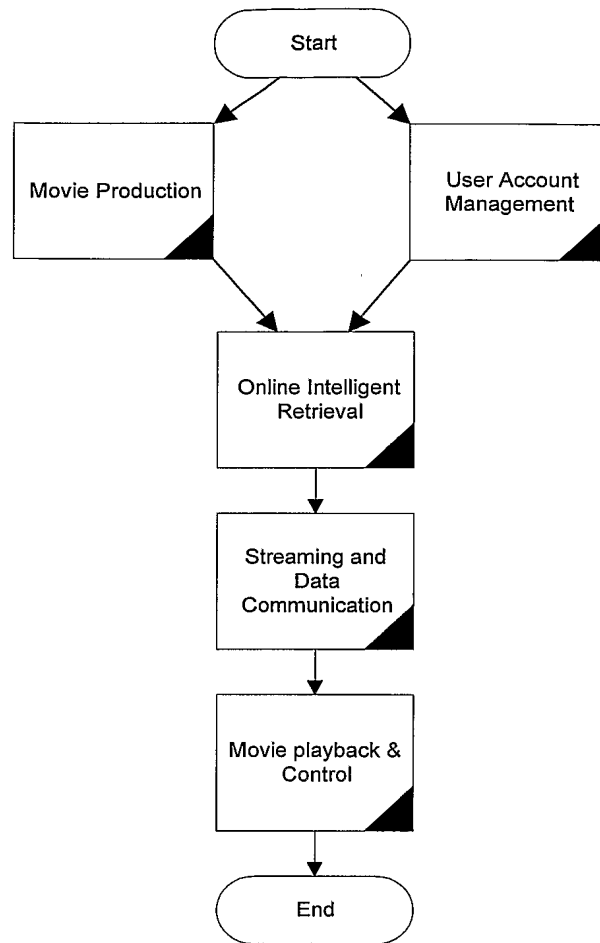 Start
Movie Production
User Account
Management
Online Intelligent
Retrieval
Streaming and
Data
Communication
Movie playback &
Control
End